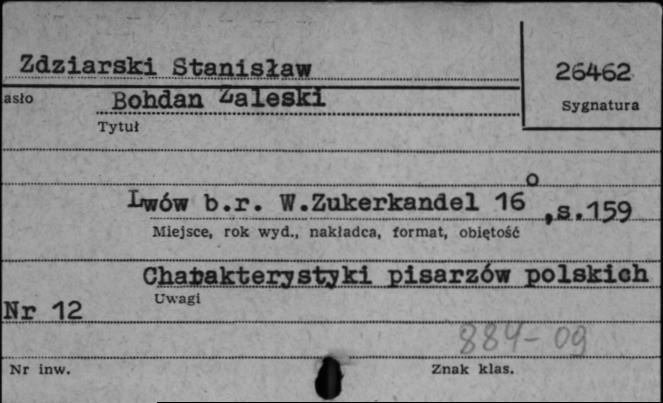 Zdziarski Stanisław
26462
asło
Bohdan Zaleski
Sygnatura
Tytuł
Lwów b.r. W.Zukerkandel 16° ,s.159
Miejsce, rok wyd., nakładca, format, objętość
Charakterystyki pisarzów polskich
Uwagi
Nr 12
884-09
Nr inw.
Znak klas.